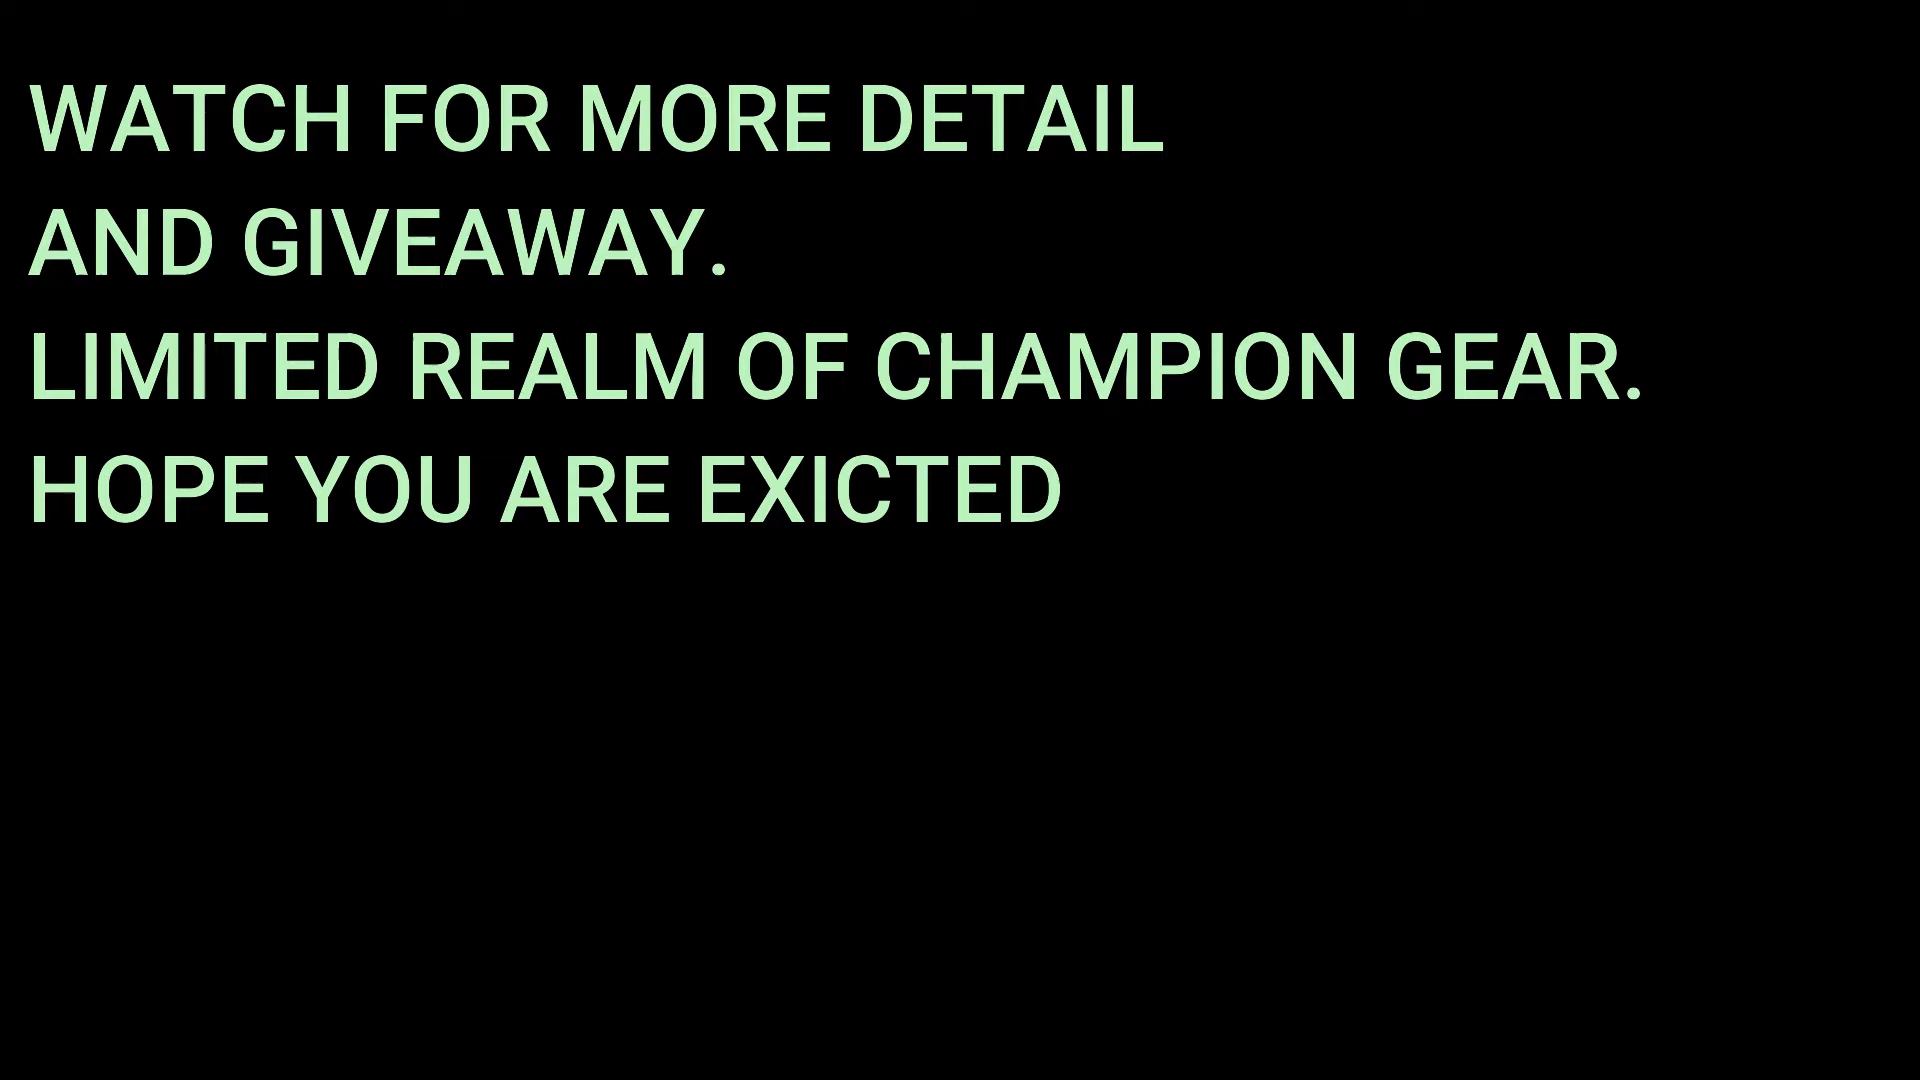 WATCH FOR MORE DETAIL
AND GIVEAWAY.
LIMITED REALM OF CHAMPION GEAR.
HOPE YOU ARE EXICTED